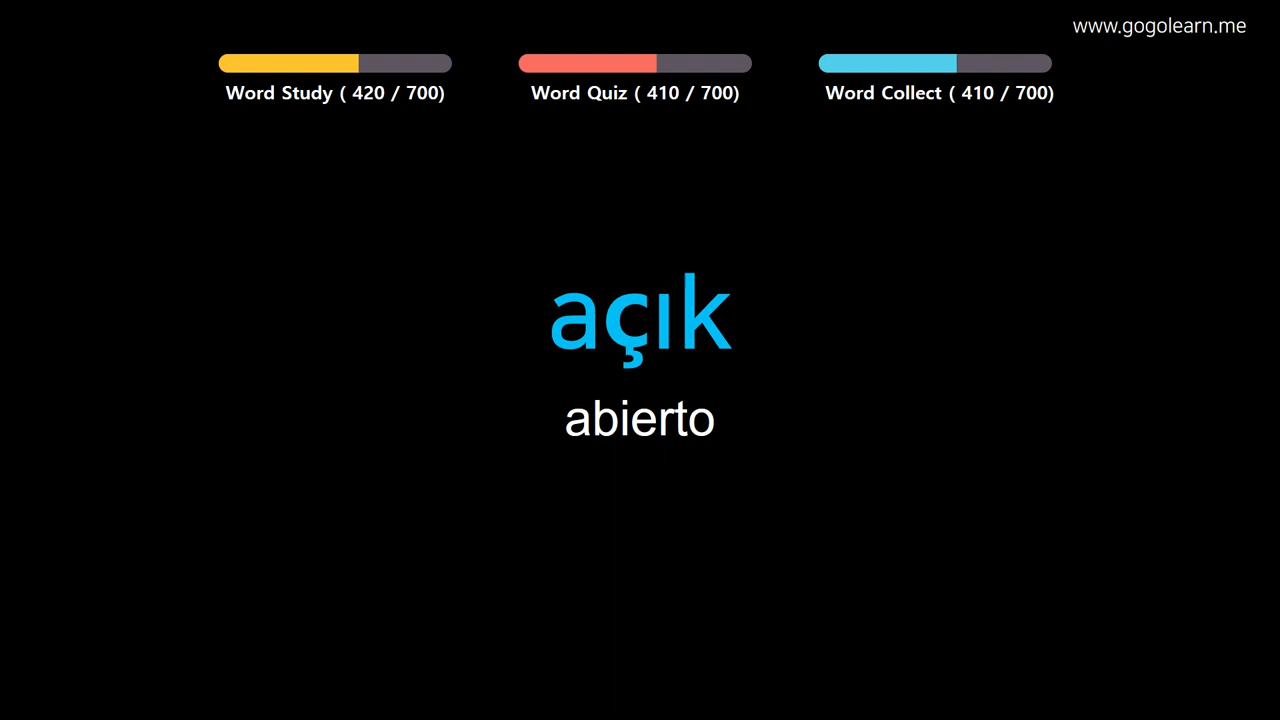 www.gogolearn.me
Word Study ( 420 / 700)
Word Quiz ( 410 / 700)
Word Collect ( 410 / 700)
açık
abierto